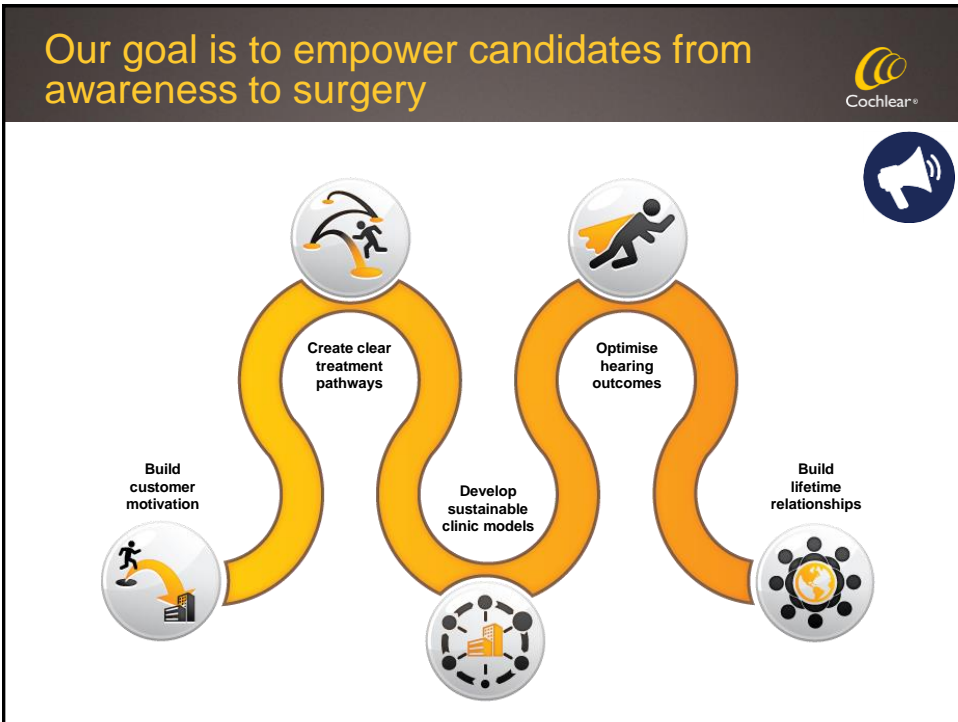 Our goal is to empower candidates from
awareness to surgery
Cochlear®
Create clear
treatment
pathways
Optimise
hearing
outcomes
Build
customer
motivation
Develop
sustainable
clinic models
Build
lifetime
relationships